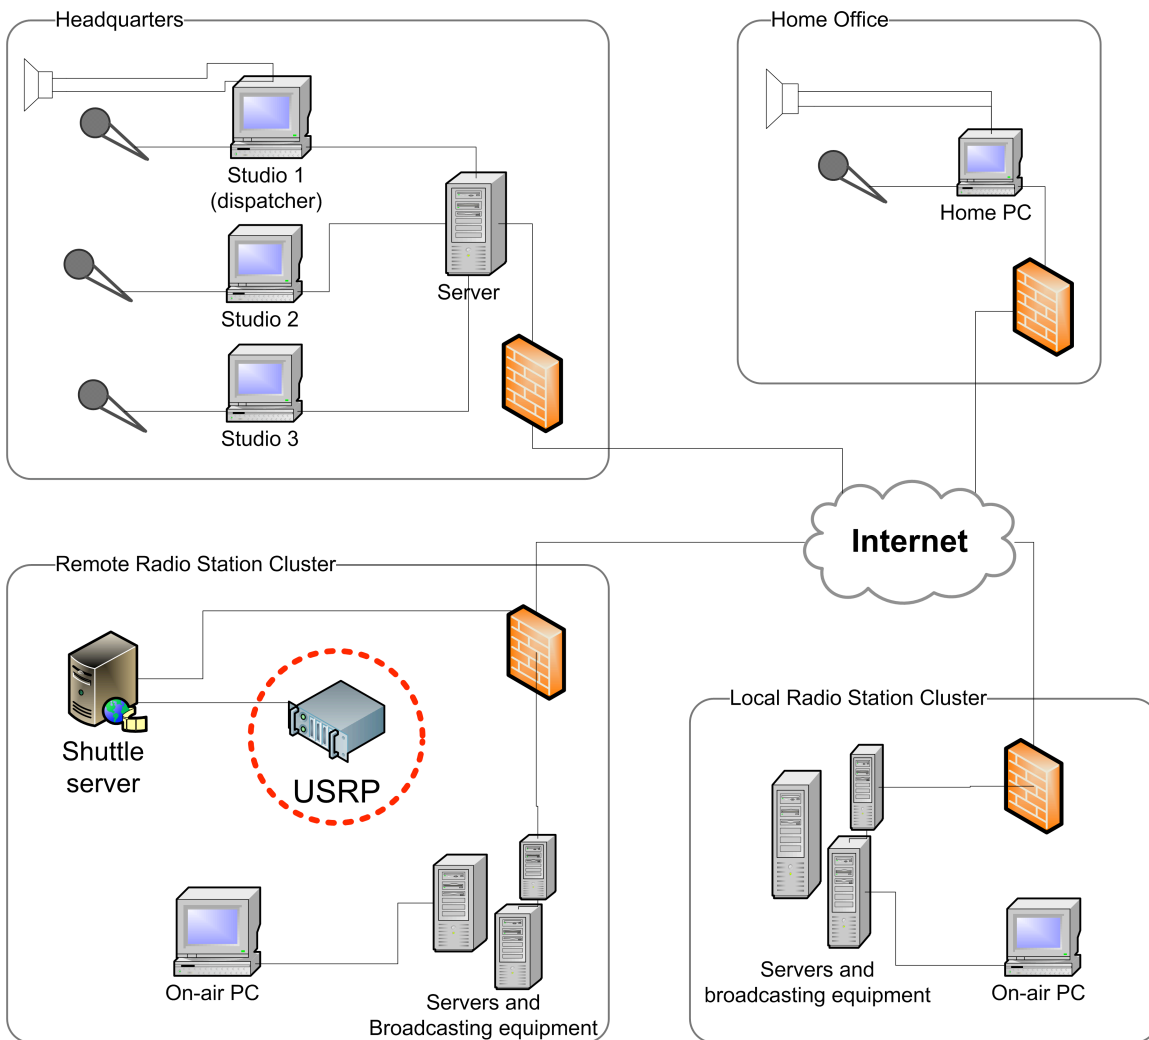 Headquarters
Studio 1
(dispatcher)
Studio 2
Studio 3
Server
Home Office
Home PC
Internet
Remote Radio Station Cluster
Shuttle
server
USRP
On-air PC
Servers and
Broadcasting equipment
Local Radio Station Cluster
Servers and
broadcasting equipment
On-air PC